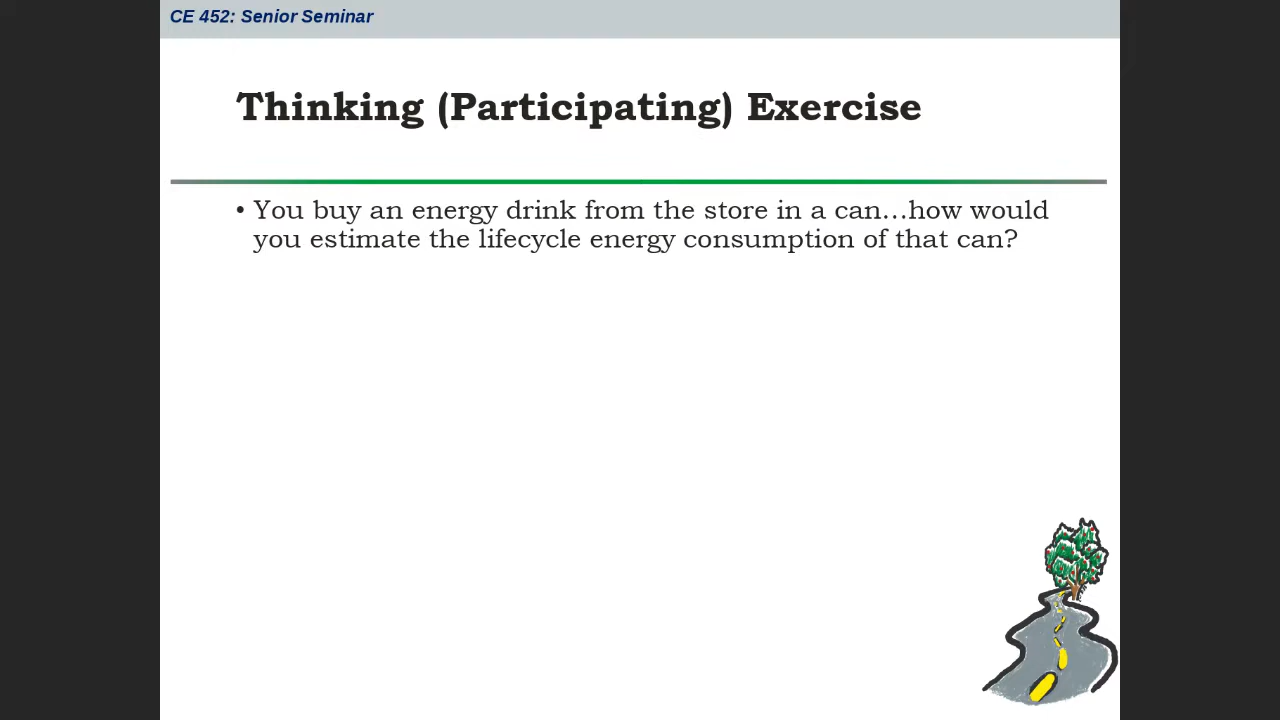 CE 452: Senior Seminar
Thinking (Participating) Exercise
• You buy an energy drink from the store in a can…how would
you estimate the lifecycle energy consumption of that can?